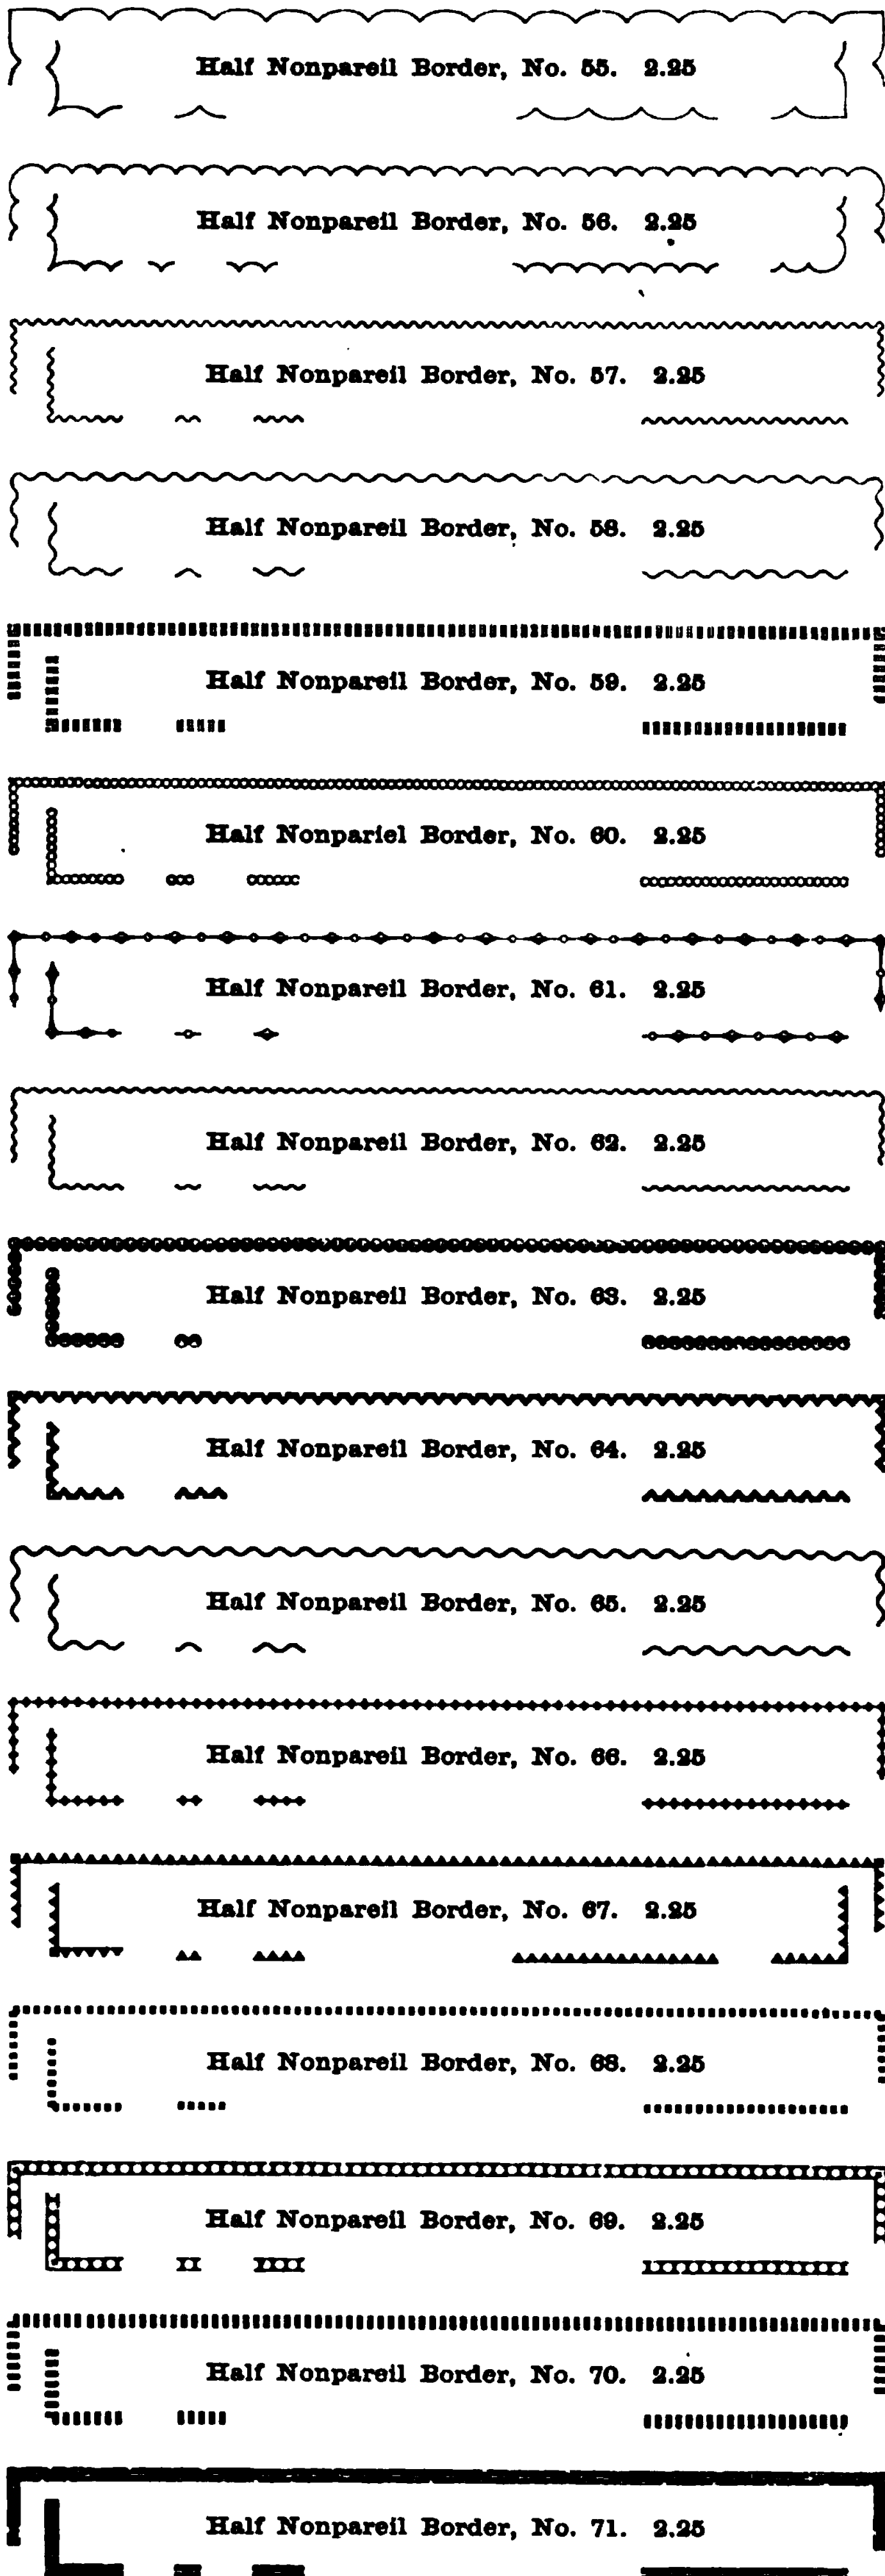 Half Nonpareil Border, No. 55. 2.25
Half Nonpareil Border, No. 56. 2.25
Half Nonpareil Border, No. 57. 2.25
Half Nonpareil Border, No. 58. 2.25
Half Nonpareil Border, No. 59. 2.25
Half Nonpariel Border, No. 60. 2.25
Half Nonpareil Border, No. 61. 2.25
Half Nonpareil Border, No. 62. 2.25
Half Nonpareil Border, No. 63. 2.25
Half Nonpareil Border, No. 64. 2.25
Half Nonpareil Border, No. 65. 2.25
Half Nonpareil Border, No. 66. 2.25
Half Nonpareil Border, No. 67. 2.25
Half Nonpareil Border, No. 68. 2.25
Half Nonpareil Border, No. 69. 2.25
Half Nonpareil Border, No. 70. 2.25
Half Nonpareil Border, No. 71. 2.25